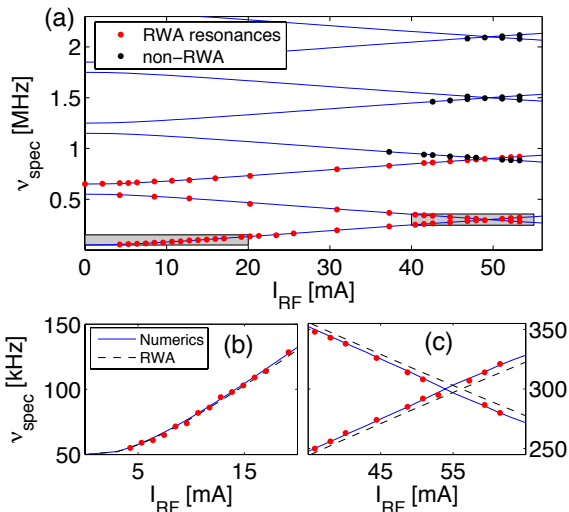 (a)
RWA resonances
non-RWA
2
1.5
1
0.5
ν_spec [MHz]
0 10 20 30 40 50
I_RF [mA]
(b)
Numerics
RWA
150
100
50
ν_spec [kHz]
5 15
I_RF [mA]
(c)
350
300
250
45 55
I_RF [mA]